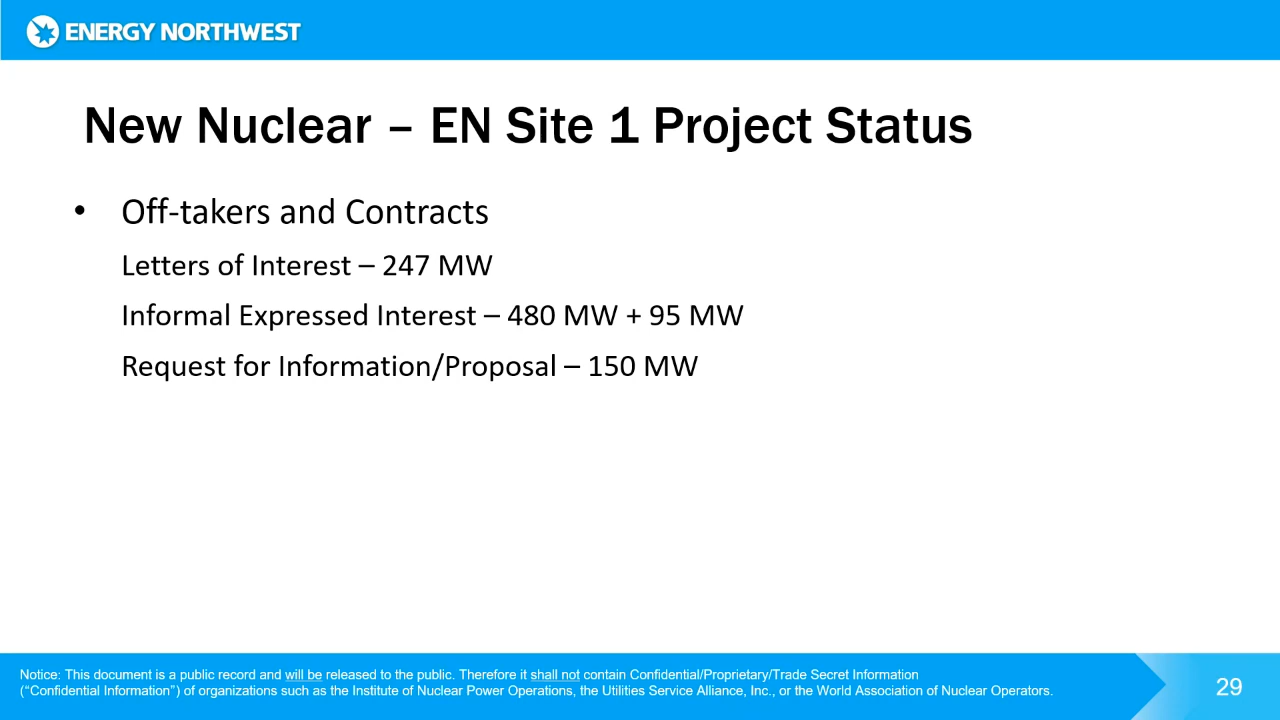 ENERGY NORTHWEST
New Nuclear – EN Site 1 Project Status
• Off-takers and Contracts
Letters of Interest – 247 MW
Informal Expressed Interest – 480 MW + 95 MW
Request for Information/Proposal – 150 MW
Notice: This document is a public record and will be released to the public. Therefore it shall not contain Confidential/Proprietary/Trade Secret Information
(“Confidential Information”) of organizations such as the Institute of Nuclear Power Operations, the Utilities Service Alliance, Inc., or the World Association of Nuclear Operators.
29